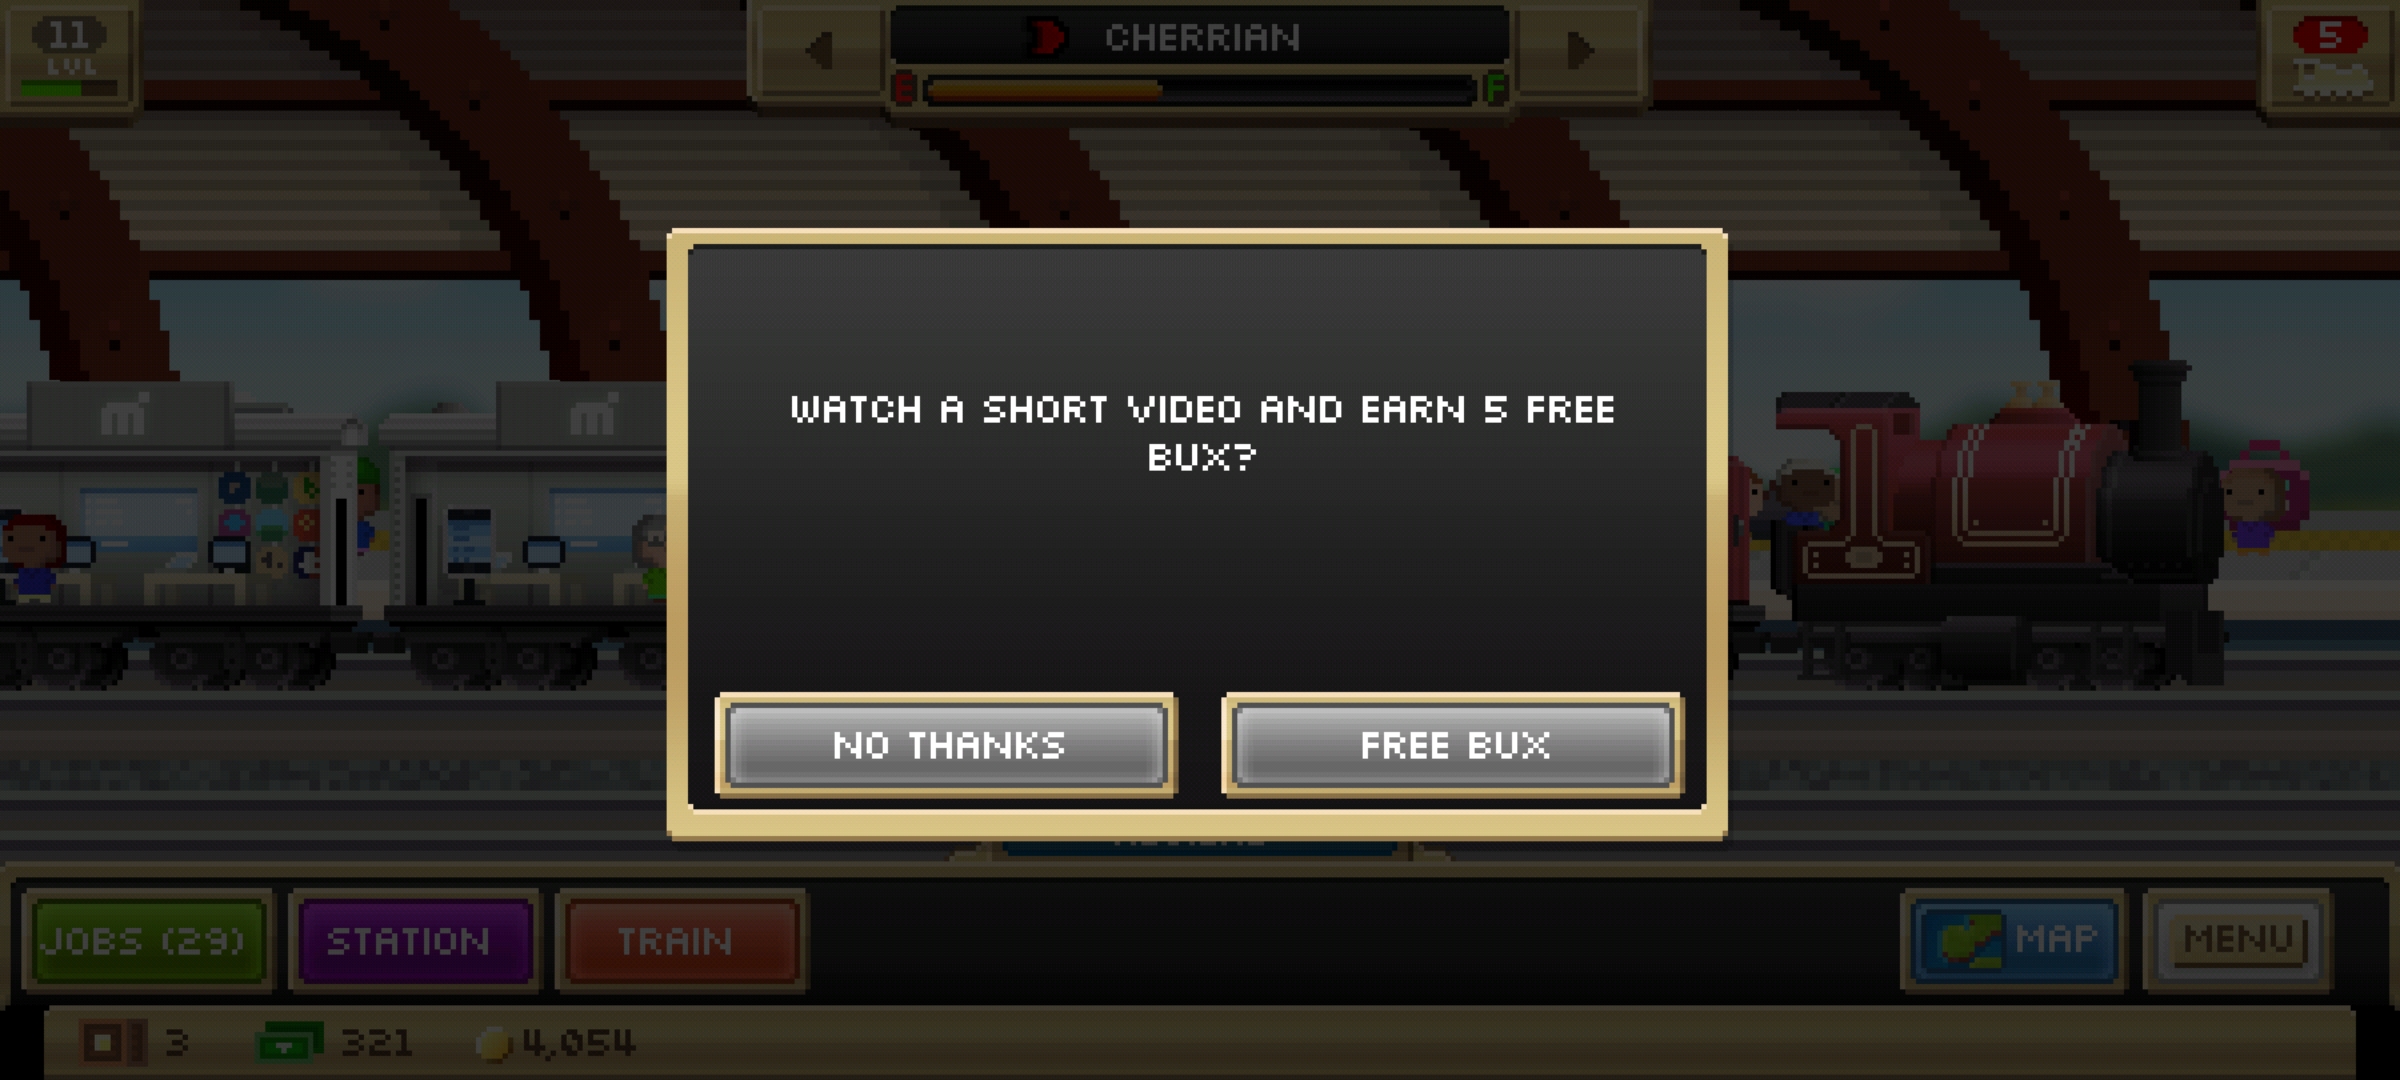 11
LVL
CHERRIAN
E
F
5
WATCH A SHORT VIDEO AND EARN 5 FREE
BUX?
NO THANKS
FREE BUX
JOBS (29)
STATION
TRAIN
MAP
MENU
3
321
4,054